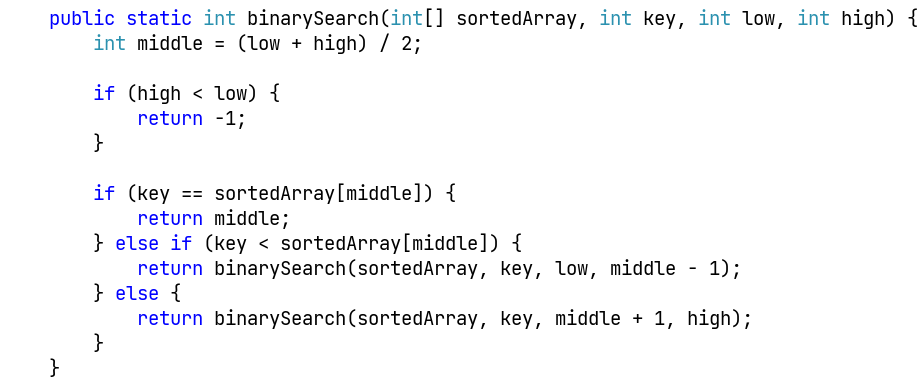 public static int binarySearch(int[] sortedArray, int key, int low, int high) {
    int middle = (low + high) / 2;

    if (high < low) {
        return -1;
    }

    if (key == sortedArray[middle]) {
        return middle;
    } else if (key < sortedArray[middle]) {
        return binarySearch(sortedArray, key, low, middle - 1);
    } else {
        return binarySearch(sortedArray, key, middle + 1, high);
    }
}